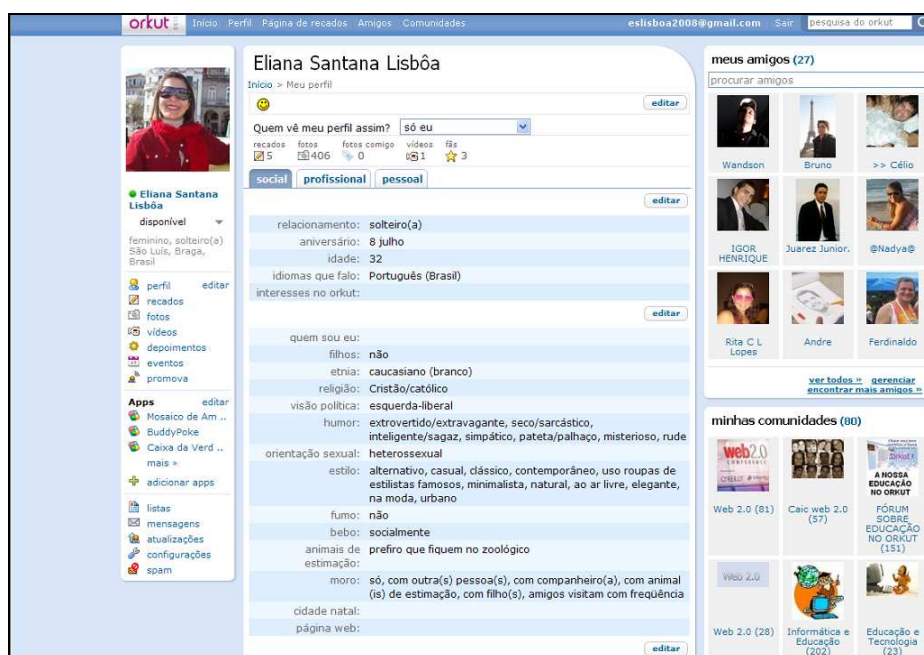 orkut Início Perfil Página de recados Amigos Comunidades eslisboa2008@gmail.com Sair pesquisa do orkut
Eliana Santana Lisbôa
disponível
feminino, solteiro(a)
São Luís, Braga,
Brasil
perfil editar
recados
fotos
vídeos
depoimentos
eventos
promova
Apps editar
Mosaico de Am ..
BuddyPoke
Caixa da Verd ..
mais »
adicionar apps
listas
mensagens
atualizações
configurações
spam
Eliana Santana Lisbôa
Início > Meu perfil
editar
Quem vê meu perfil assim? só eu
recados fotos fotos comigo vídeos fãs
5 406 0 1 3
social profissional pessoal
editar
relacionamento: solteiro(a)
aniversário: 8 julho
idade: 32
idiomas que falo: Português (Brasil)
interesses no orkut:
editar
quem sou eu:
filhos: não
etnia: caucasiano (branco)
religião: Cristão/católico
visão política: esquerda-liberal
humor: extrovertido/extravagante, seco/sarcástico,
inteligente/sagaz, simpático, pateta/palhaço, misterioso, rude
orientação sexual: heterossexual
estilo: alternativo, casual, clássico, contemporâneo, uso roupas de
estilistas famosos, minimalista, natural, ao ar livre, elegante,
na moda, urbano
fumo: não
bebo: socialmente
animais de prefiro que fiquem no zoológico
estimação:
moro: só, com outra(s) pessoa(s), com companheiro(a), com animal
(is) de estimação, com filho(s), amigos visitam com freqüência
cidade natal:
página web:
editar
meus amigos (27)
procurar amigos
Wandson Bruno >> Célio
IGOR Juarez Junior. @Nadya@
HENRIQUE
Rita C L Andre Ferdinaldo
Lopes
ver todos » gerenciar
encontrar mais amigos »
minhas comunidades (80)
web2.0
CONFERENCE
A NOSSA
EDUCAÇÃO
NO ORKUT
Web 2.0 (81) Caic web 2.0 FÓRUM
(57) SOBRE
EDUCAÇÃO
NO ORKUT
(151)
Web 2.0
Web 2.0 (28) Informática e Educação e
Educação Tecnologia
(202) (23)